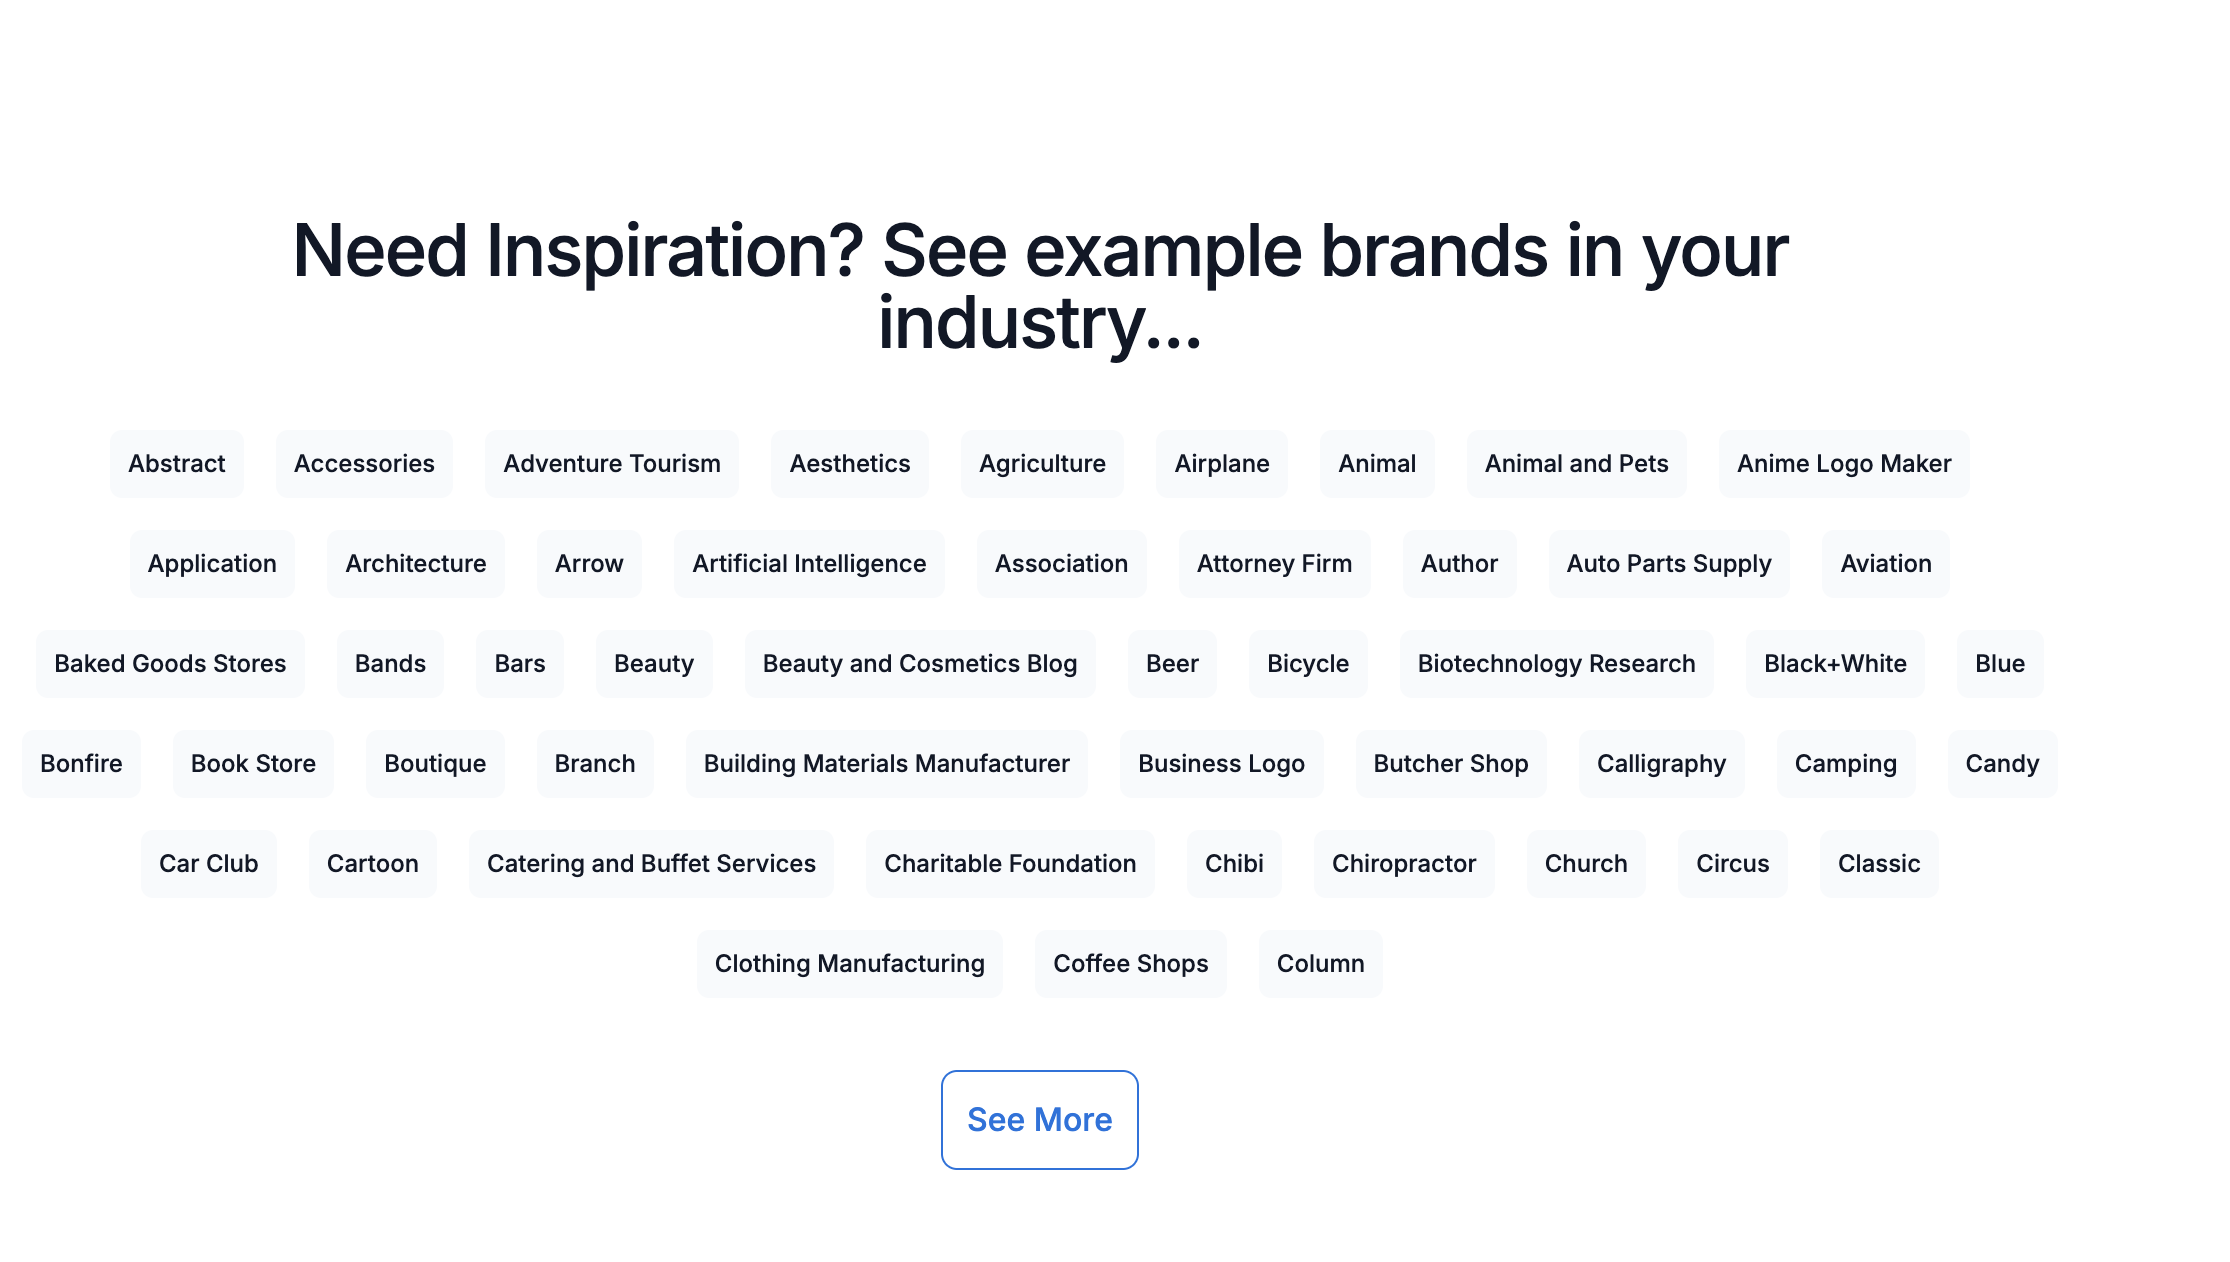 Need Inspiration? See example brands in your
industry...
Abstract Accessories Adventure Tourism Aesthetics Agriculture Airplane Animal Animal and Pets Anime Logo Maker
Application Architecture Arrow Artificial Intelligence Association Attorney Firm Author Auto Parts Supply Aviation
Baked Goods Stores Bands Bars Beauty Beauty and Cosmetics Blog Beer Bicycle Biotechnology Research Black+White Blue
Bonfire Book Store Boutique Branch Building Materials Manufacturer Business Logo Butcher Shop Calligraphy Camping Candy
Car Club Cartoon Catering and Buffet Services Charitable Foundation Chibi Chiropractor Church Circus Classic
Clothing Manufacturing Coffee Shops Column
See More